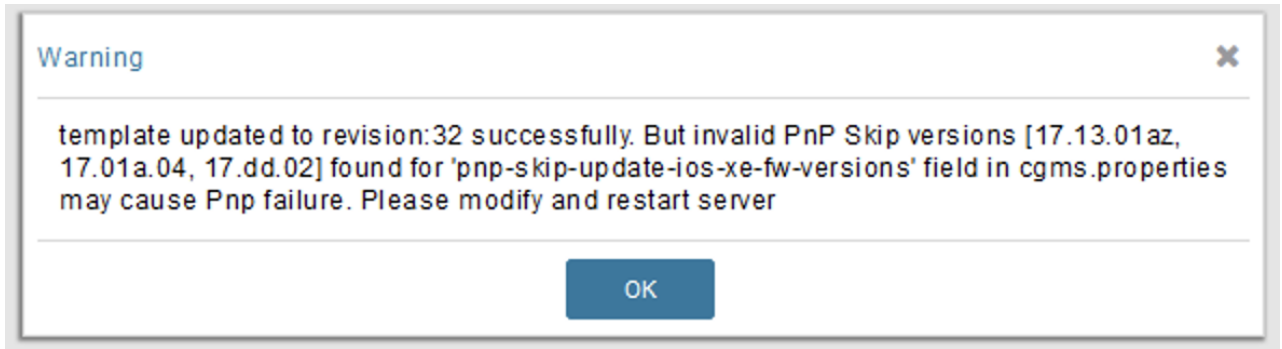 Warning
template updated to revision:32 successfully. But invalid PnP Skip versions [17.13.01az,
17.01a.04, 17.dd.02] found for 'pnp-skip-update-ios-xe-fw-versions' field in cgms.properties
may cause Pnp failure. Please modify and restart server
OK